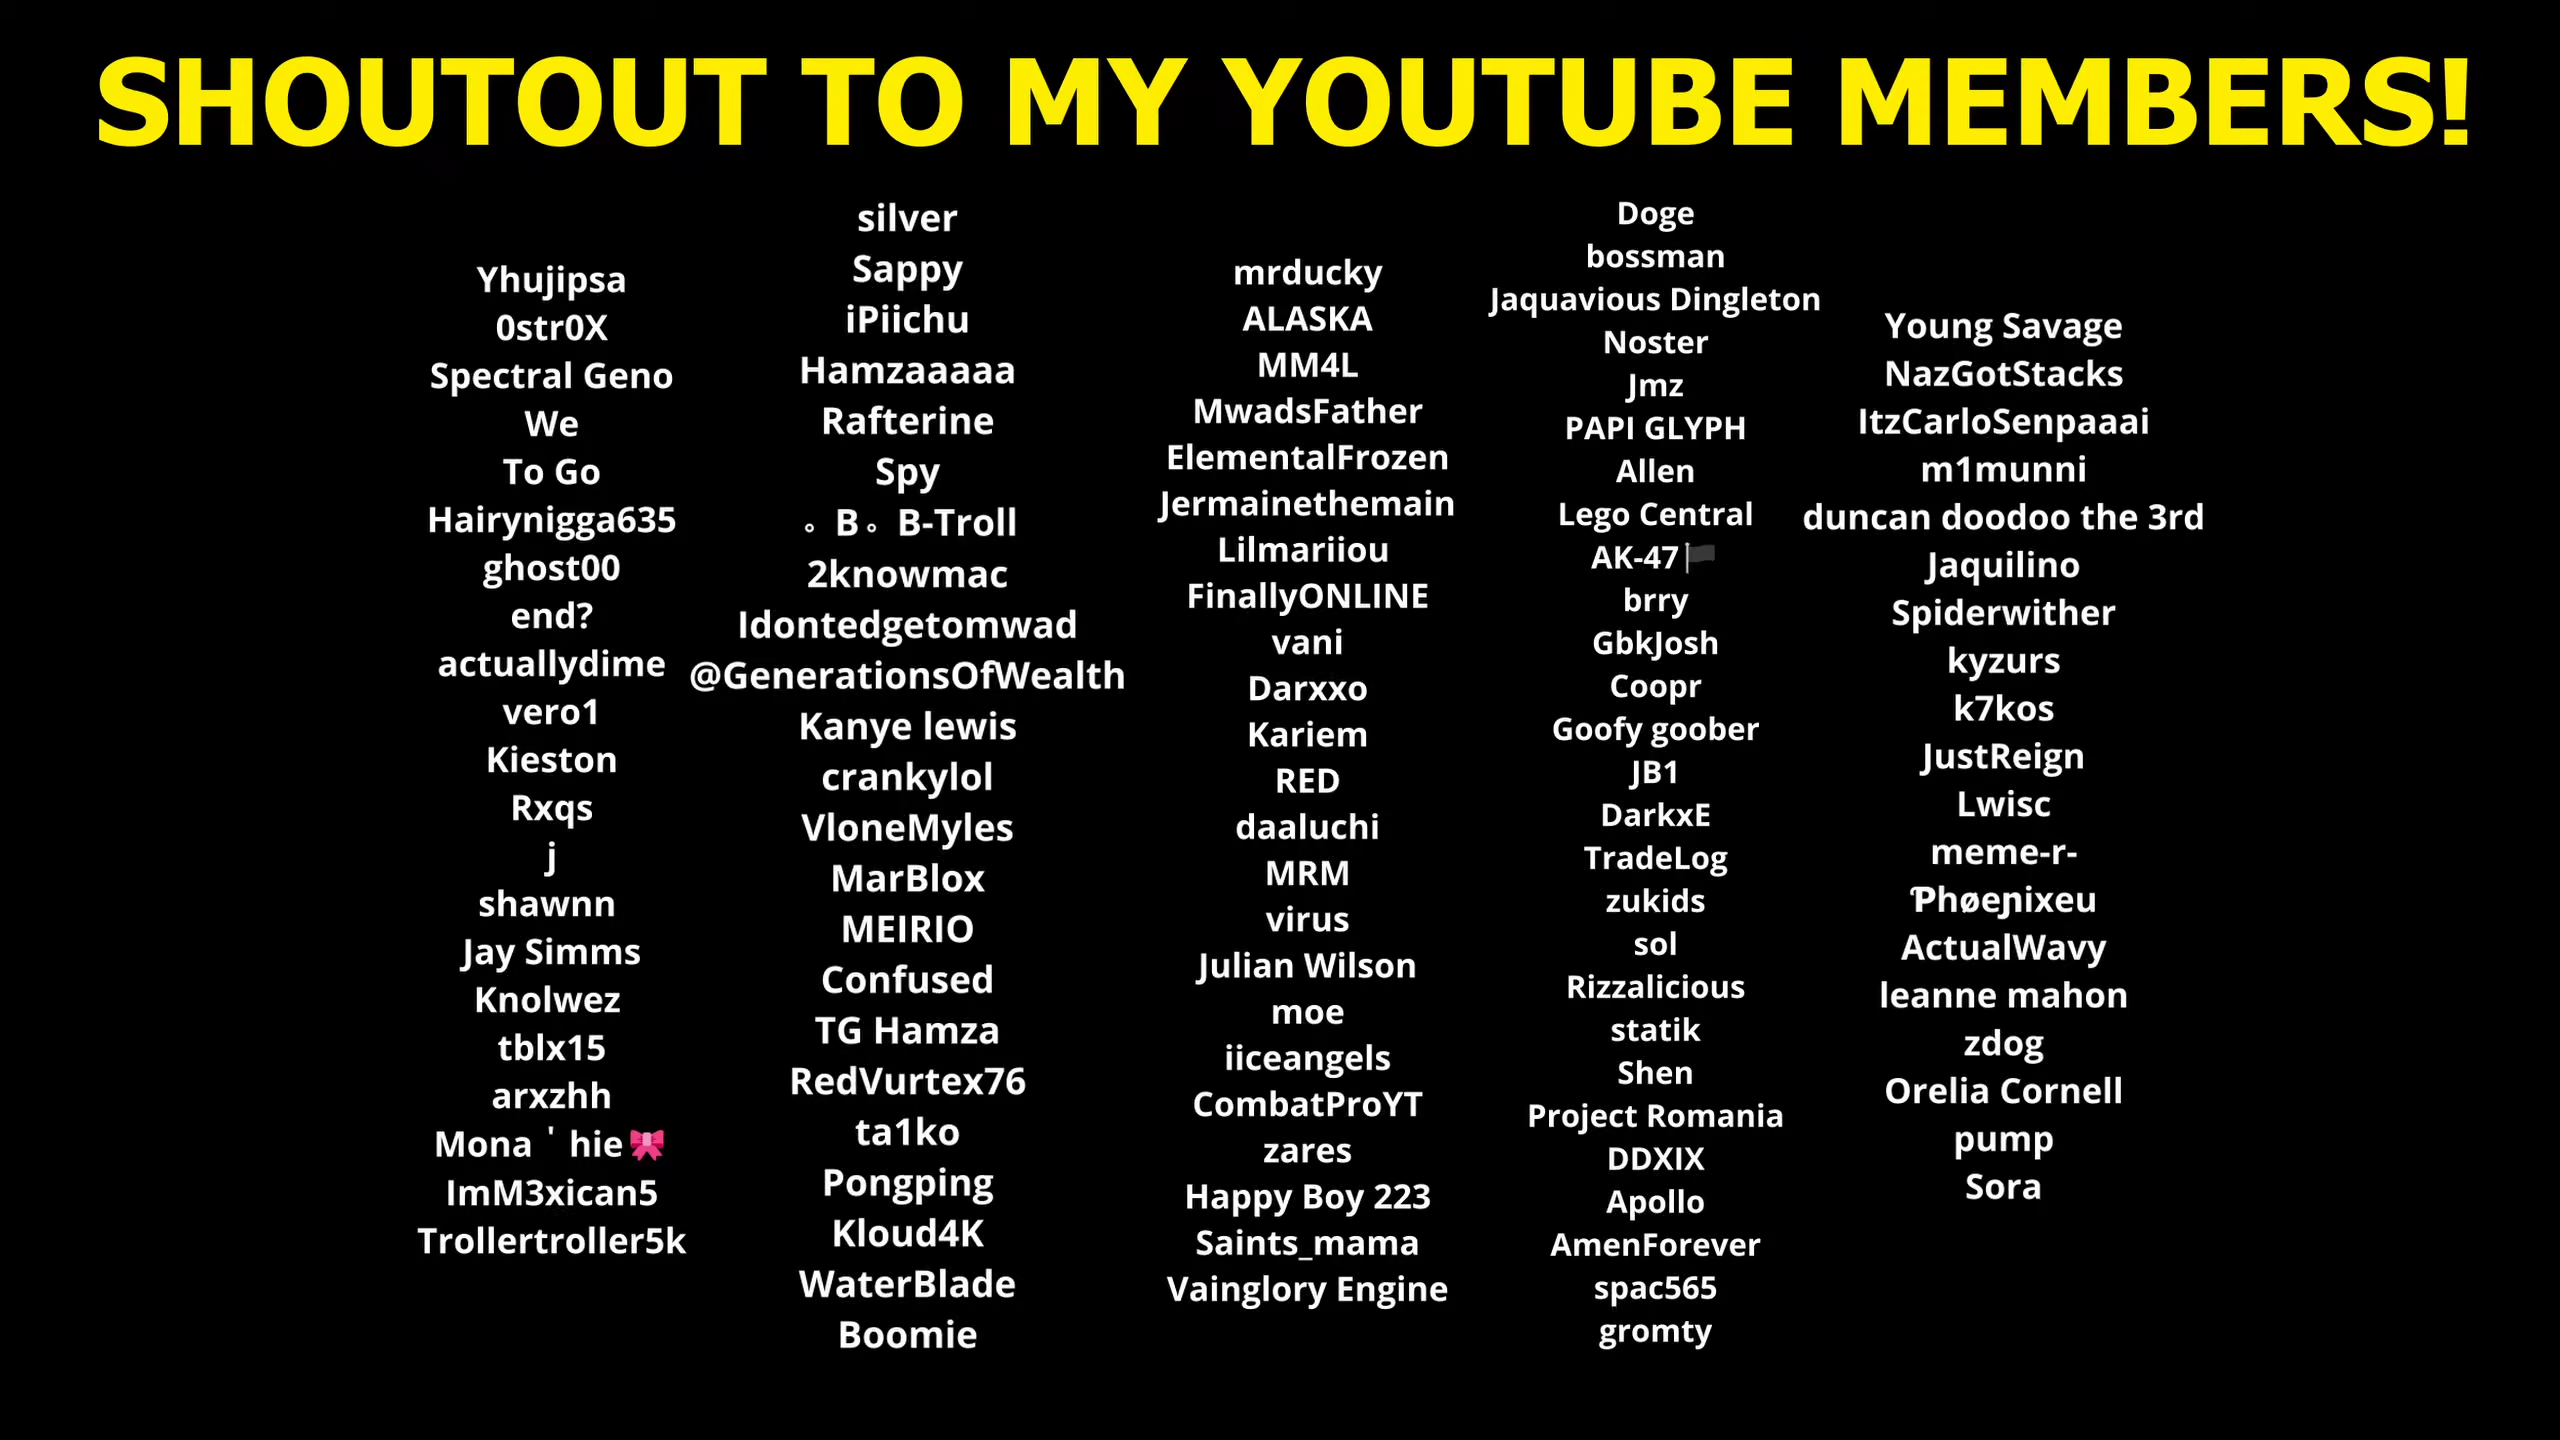 SHOUTOUT TO MY YOUTUBE MEMBERS!
Yhujipsa
0str0X
Spectral Geno
We
To Go
Hairynigga635
ghost00
end?
actuallydime
vero1
Kieston
Rxqs
j
shawnn
Jay Simms
Knolwez
tblx15
arxzhh
Mona ' hie🎀
ImM3xican5
Trollertroller5k
silver
Sappy
iPiichu
Hamzaaaaa
Rafterine
Spy
。B。B-Troll
2knowmac
Idontedgetomwad
@GenerationsOfWealth
Kanye lewis
crankylol
VloneMyles
MarBlox
MEIRIO
Confused
TG Hamza
RedVurtex76
ta1ko
Pongping
Kloud4K
WaterBlade
Boomie
mrducky
ALASKA
MM4L
MwadsFather
ElementalFrozen
Jermainethemain
Lilmariiou
FinallyONLINE
vani
Darxxo
Kariem
RED
daaluchi
MRM
virus
Julian Wilson
moe
iiceangels
CombatProYT
zares
Happy Boy 223
Saints_mama
Vainglory Engine
Doge
bossman
Jaquavious Dingleton
Noster
Jmz
PAPI GLYPH
Allen
Lego Central
AK-47🏴
brry
GbkJosh
Coopr
Goofy goober
JB1
DarkxE
TradeLog
zukids
sol
Rizzalicious
statik
Shen
Project Romania
DDXIX
Apollo
AmenForever
spac565
gromty
Young Savage
NazGotStacks
ItzCarloSenpaaai
m1munni
duncan doodoo the 3rd
Jaquilino
Spiderwither
kyzurs
k7kos
JustReign
Lwisc
meme-r-
Ƥhøeɲixeu
ActualWavy
leanne mahon
zdog
Orelia Cornell
pump
Sora